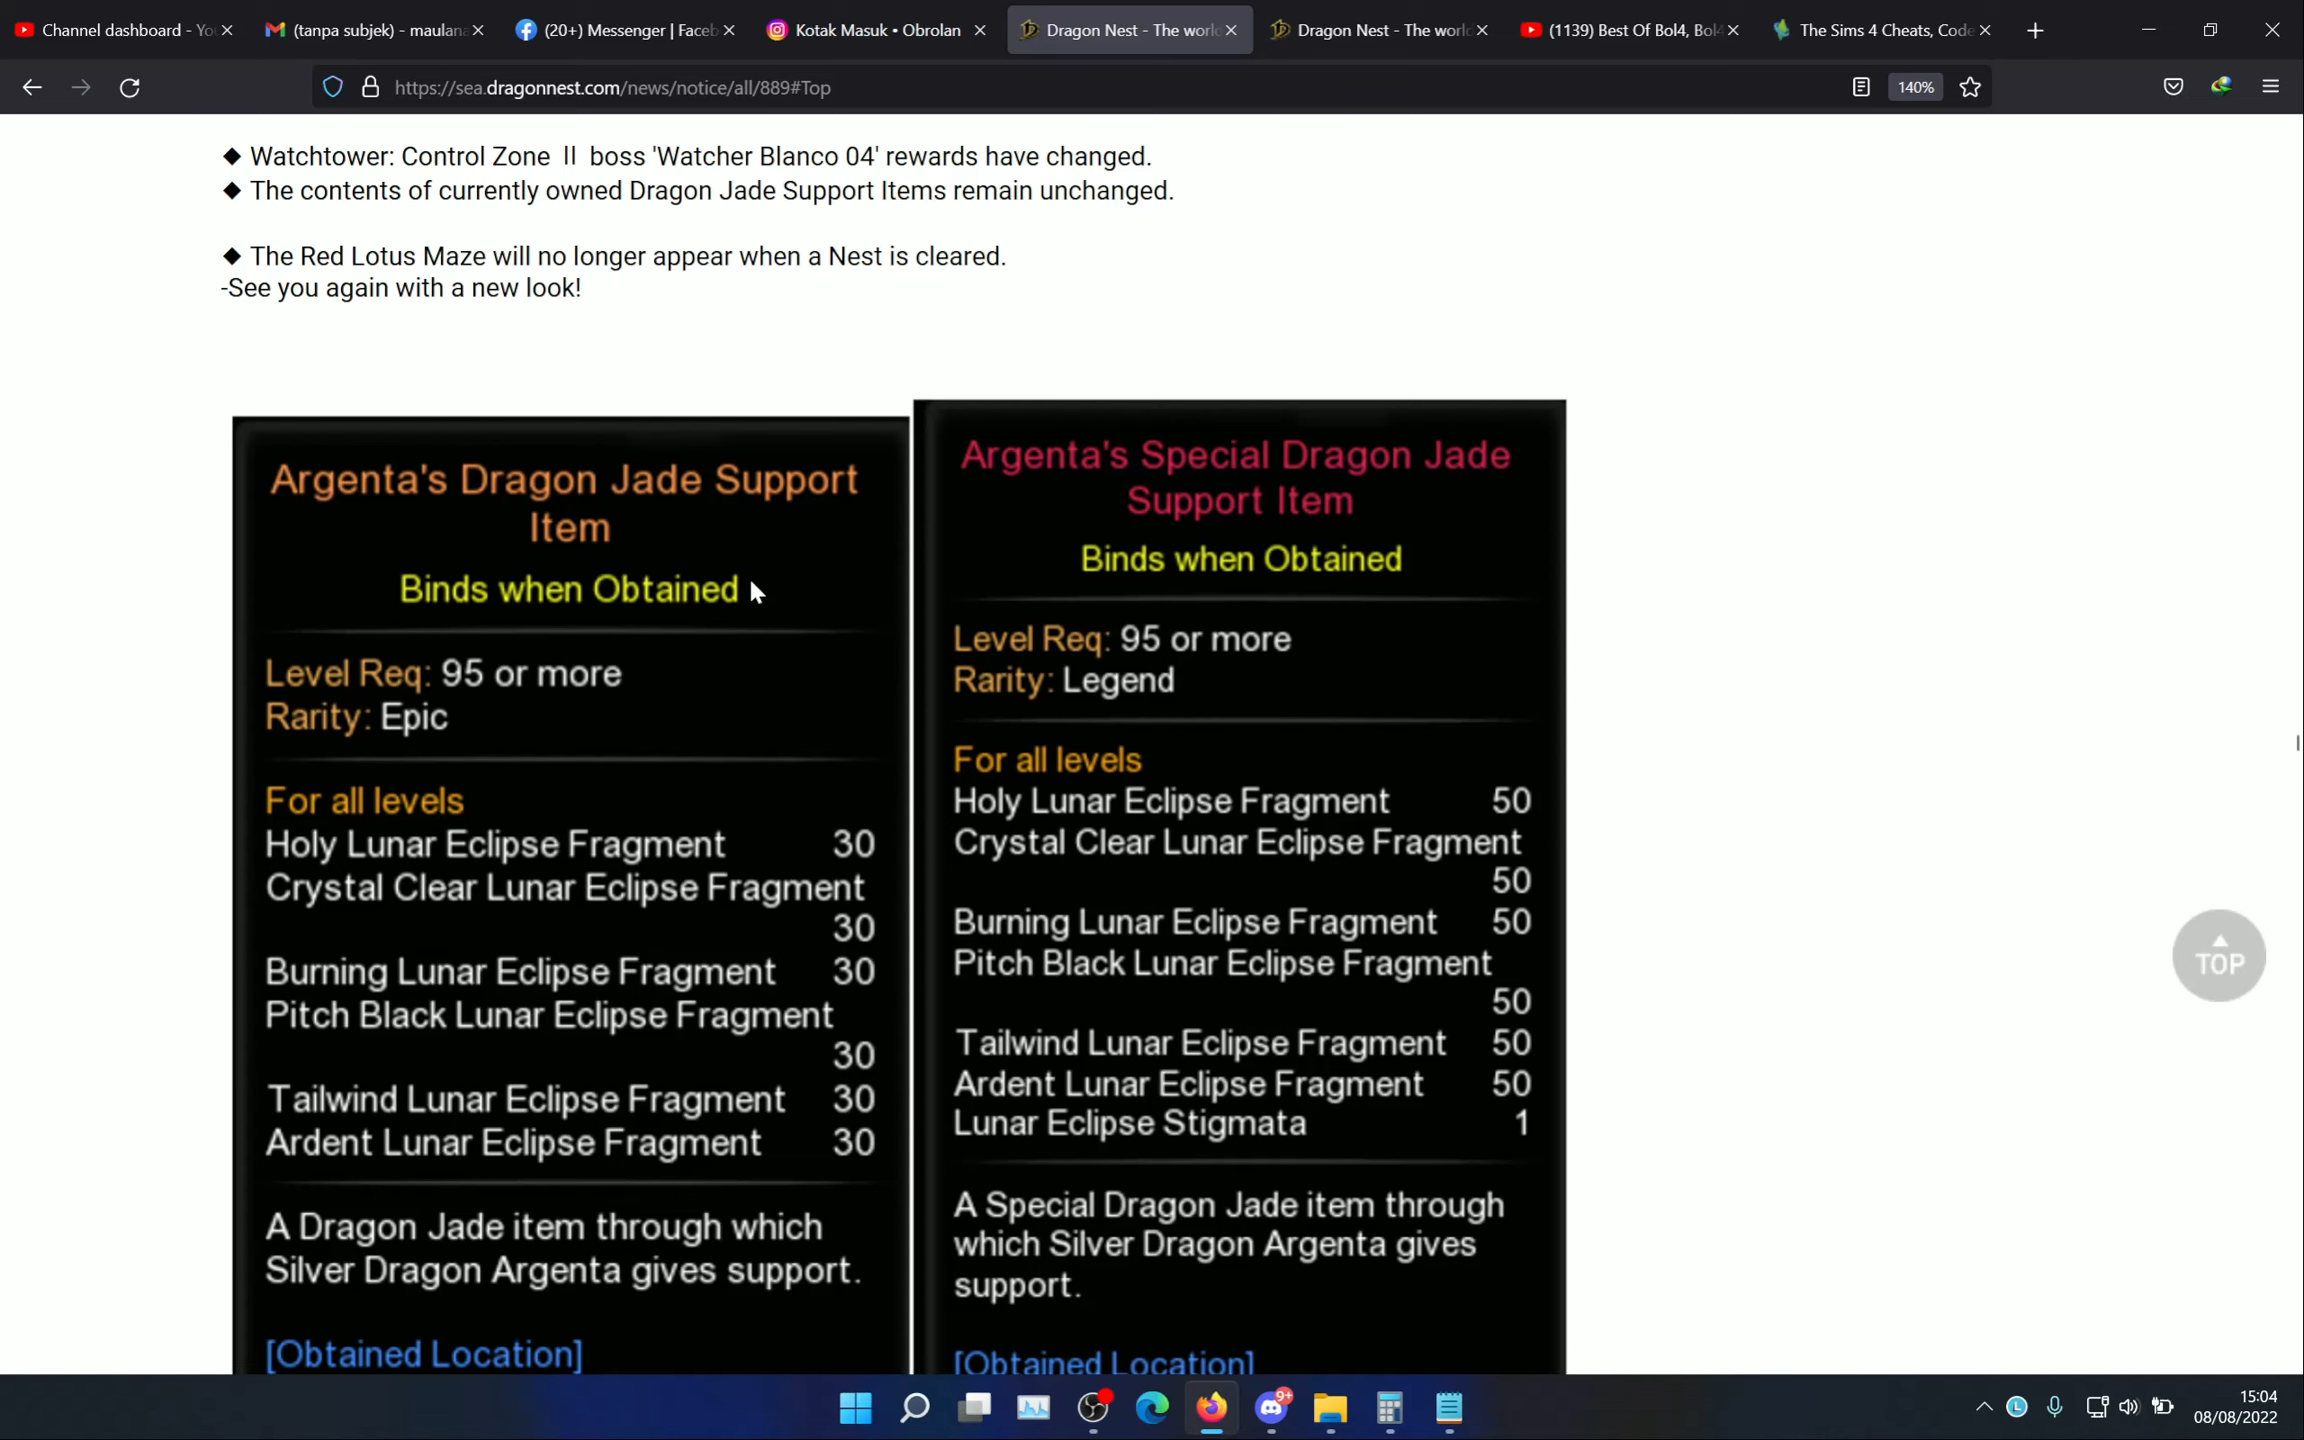 Channel dashboard - Yo
(tanpa subjek) - maulan
(20+) Messenger | Faceb
Kotak Masuk • Obrolan
Dragon Nest - The worl
Dragon Nest - The worl
(1139) Best Of Bol4, Bol4
The Sims 4 Cheats, Code
https://sea.dragonnest.com/news/notice/all/889#Top
140%
◆ Watchtower: Control Zone Ⅱ boss 'Watcher Blanco 04' rewards have changed.
◆ The contents of currently owned Dragon Jade Support Items remain unchanged.
◆ The Red Lotus Maze will no longer appear when a Nest is cleared.
-See you again with a new look!
Argenta's Dragon Jade Support
Item
Binds when Obtained
Level Req: 95 or more
Rarity: Epic
For all levels
Holy Lunar Eclipse Fragment 30
Crystal Clear Lunar Eclipse Fragment
30
Burning Lunar Eclipse Fragment 30
Pitch Black Lunar Eclipse Fragment
30
Tailwind Lunar Eclipse Fragment 30
Ardent Lunar Eclipse Fragment 30
A Dragon Jade item through which
Silver Dragon Argenta gives support.
[Obtained Location]
Argenta's Special Dragon Jade
Support Item
Binds when Obtained
Level Req: 95 or more
Rarity: Legend
For all levels
Holy Lunar Eclipse Fragment 50
Crystal Clear Lunar Eclipse Fragment
50
Burning Lunar Eclipse Fragment 50
Pitch Black Lunar Eclipse Fragment
50
Tailwind Lunar Eclipse Fragment 50
Ardent Lunar Eclipse Fragment 50
Lunar Eclipse Stigmata 1
A Special Dragon Jade item through
which Silver Dragon Argenta gives
support.
[Obtained Location]
TOP
9+
L
15:04
08/08/2022